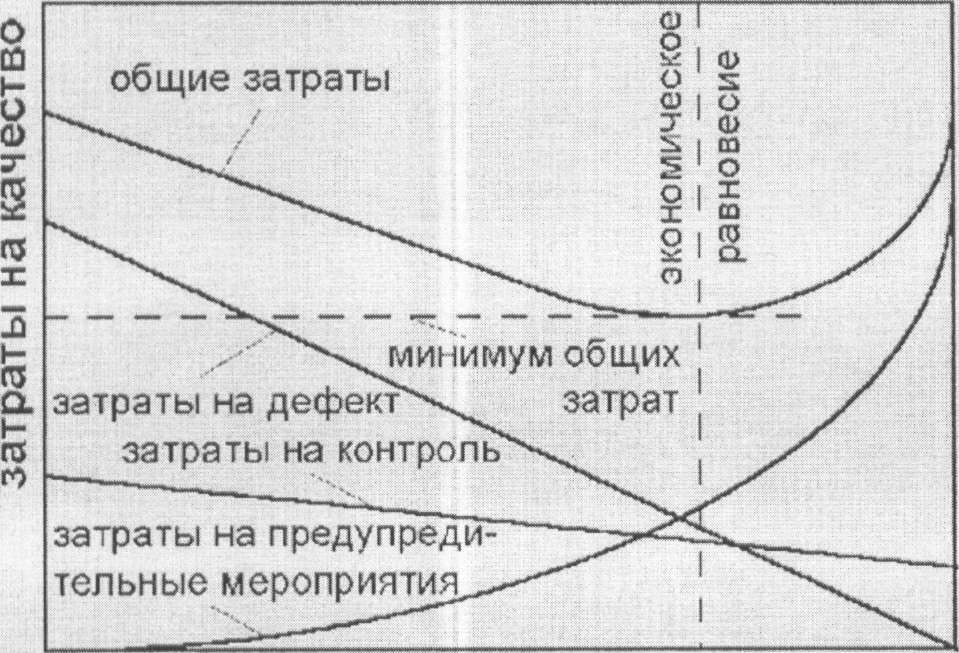 затраты на качество
общие затраты
экономическое
равновесие
минимум общих
затрат
затраты на дефект
затраты на контроль
затраты на предупреди-
тельные мероприятия